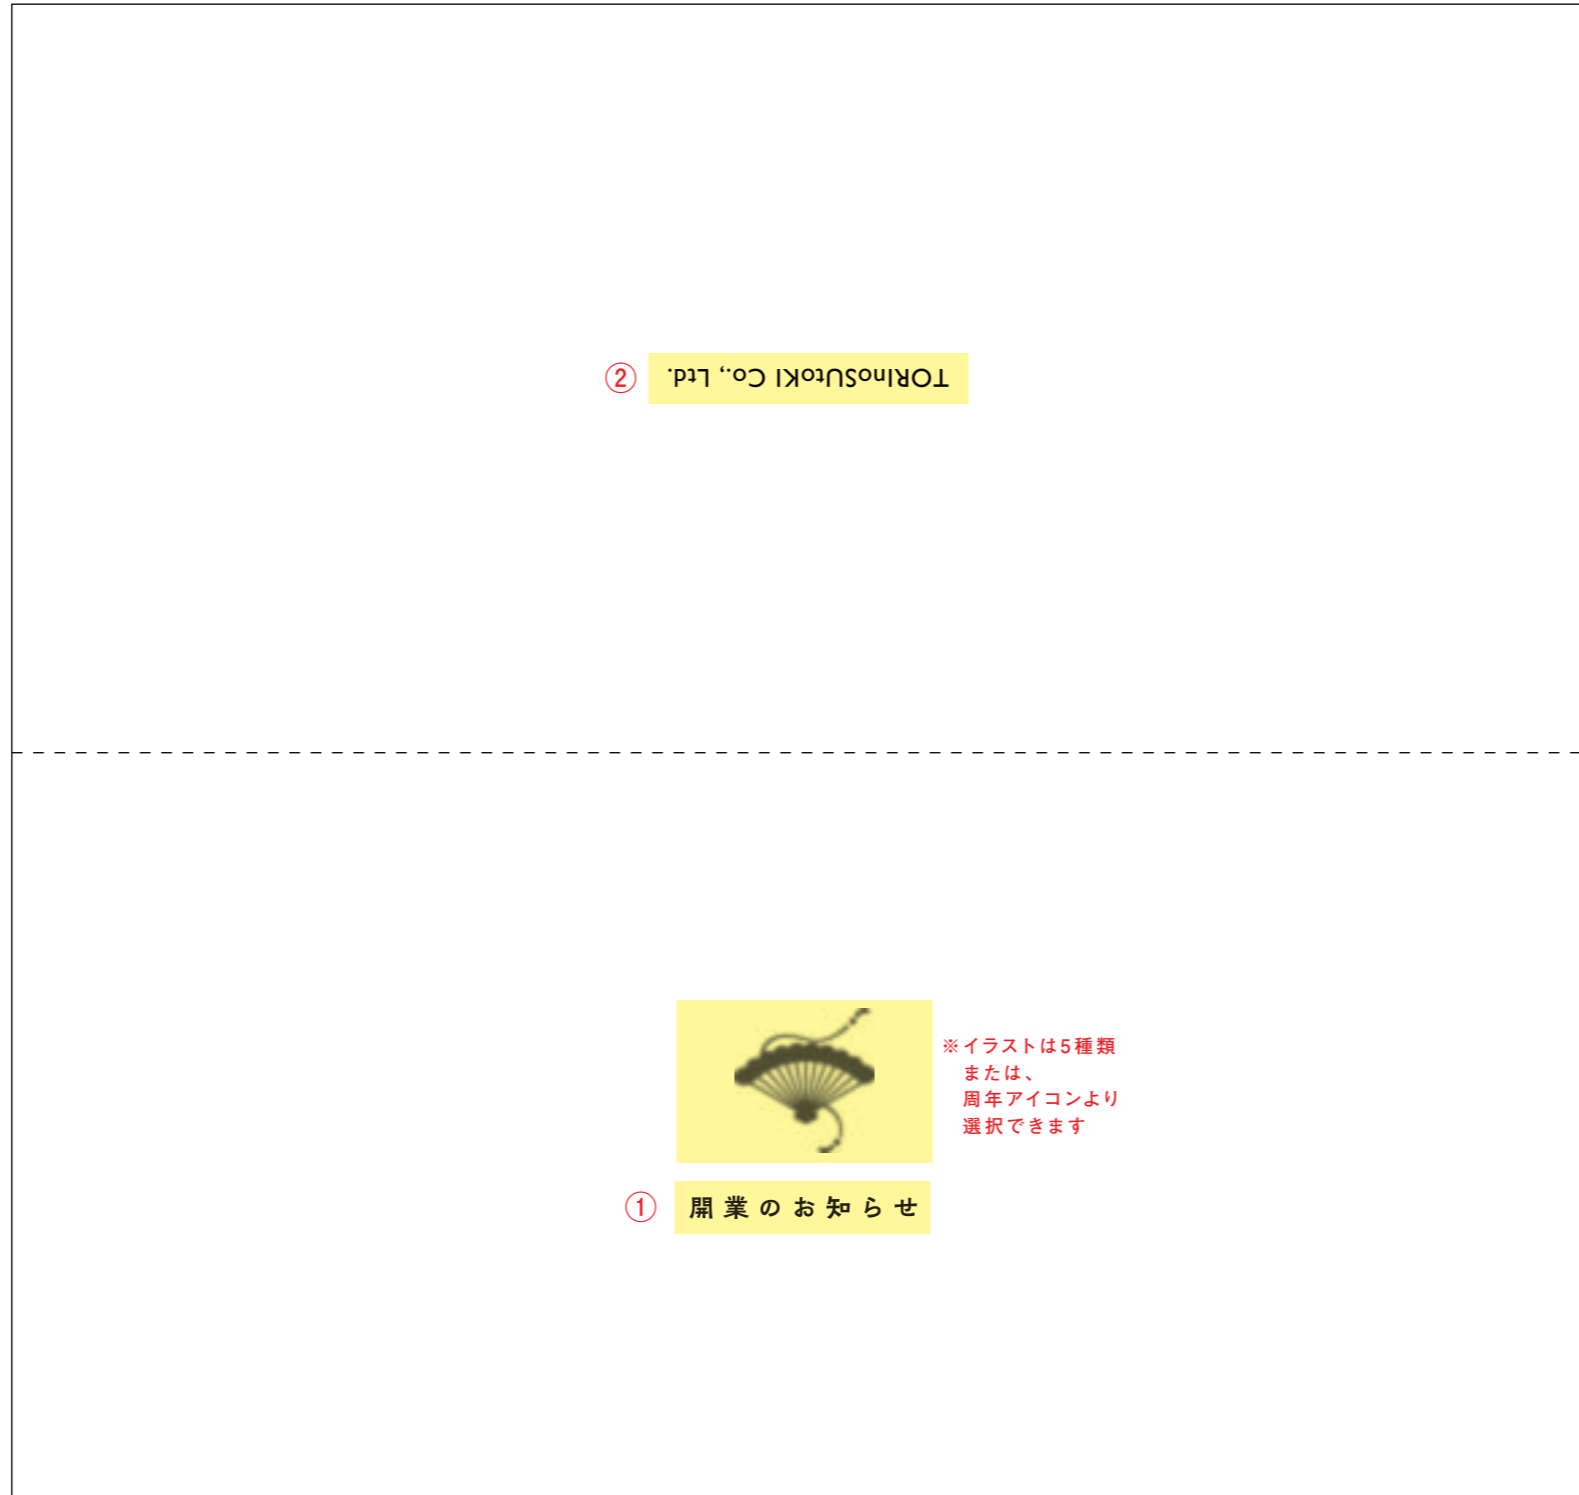 ② TORInoSUtoKI Co., Ltd.
※イラストは5種類
または、
周年アイコンより
選択できます
① 開業のお知らせ